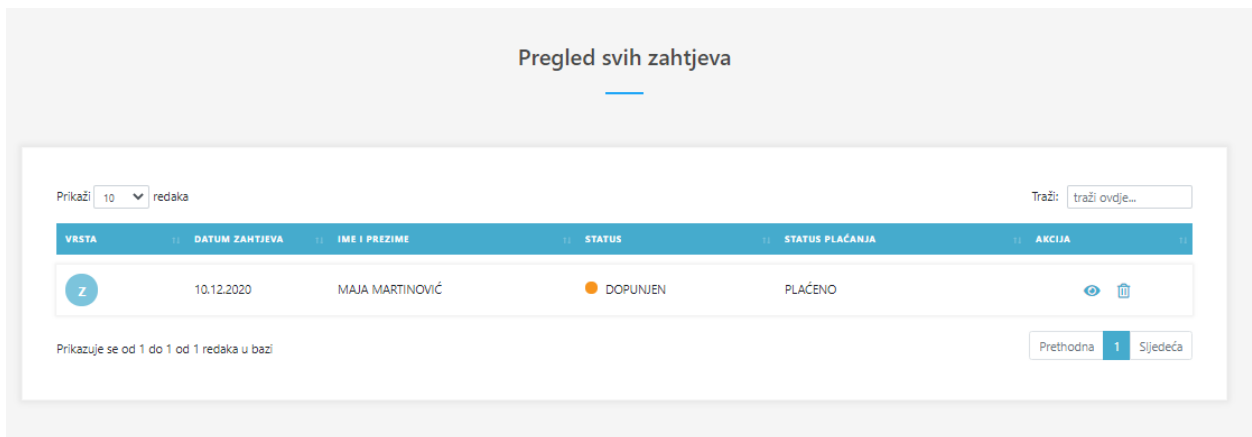 Pregled svih zahtjeva
Prikaži 10 redaka Traži: traži ovdje...
VRSTA DATUM ZAHTJEVA IME I PREZIME STATUS STATUS PLAĆANJA AKCIJA
Z 10.12.2020 MAJA MARTINOVIĆ DOPUNJEN PLAĆENO
Prikazuje se od 1 do 1 od 1 redaka u bazi Prethodna 1 Sljedeća